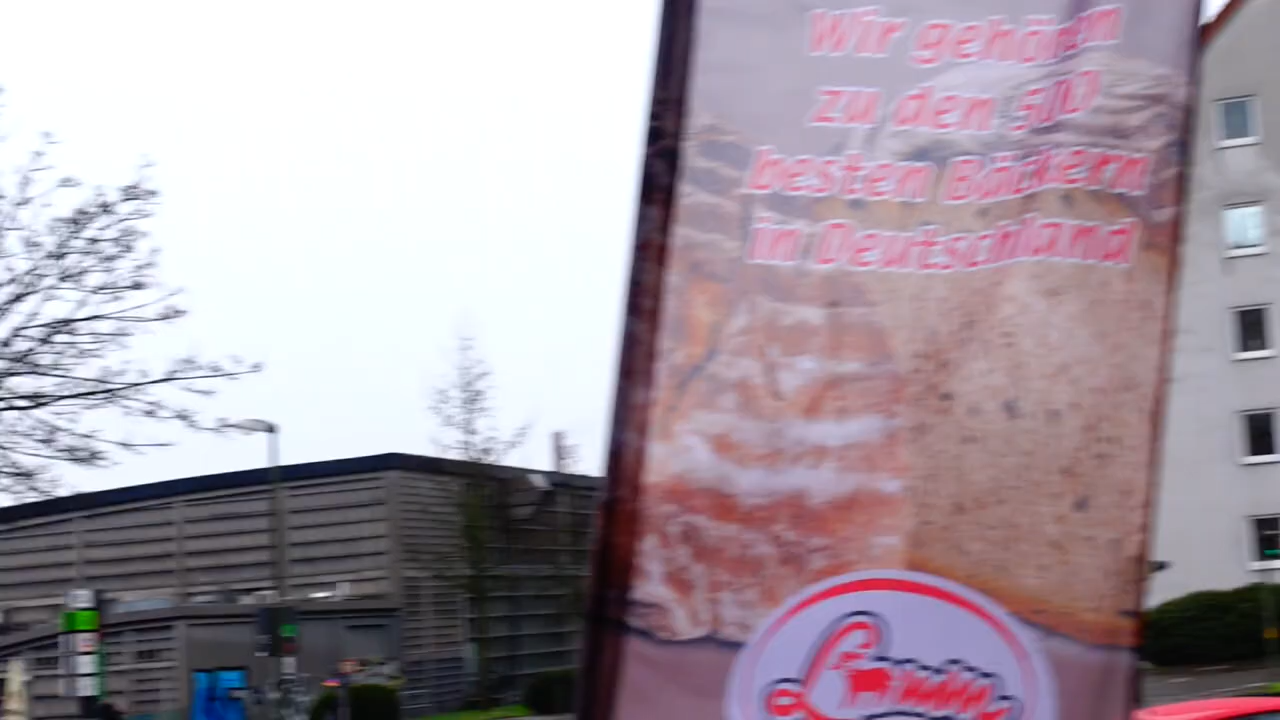 Wir gehören
zu den 500
besten Bäckern
in Deutschland